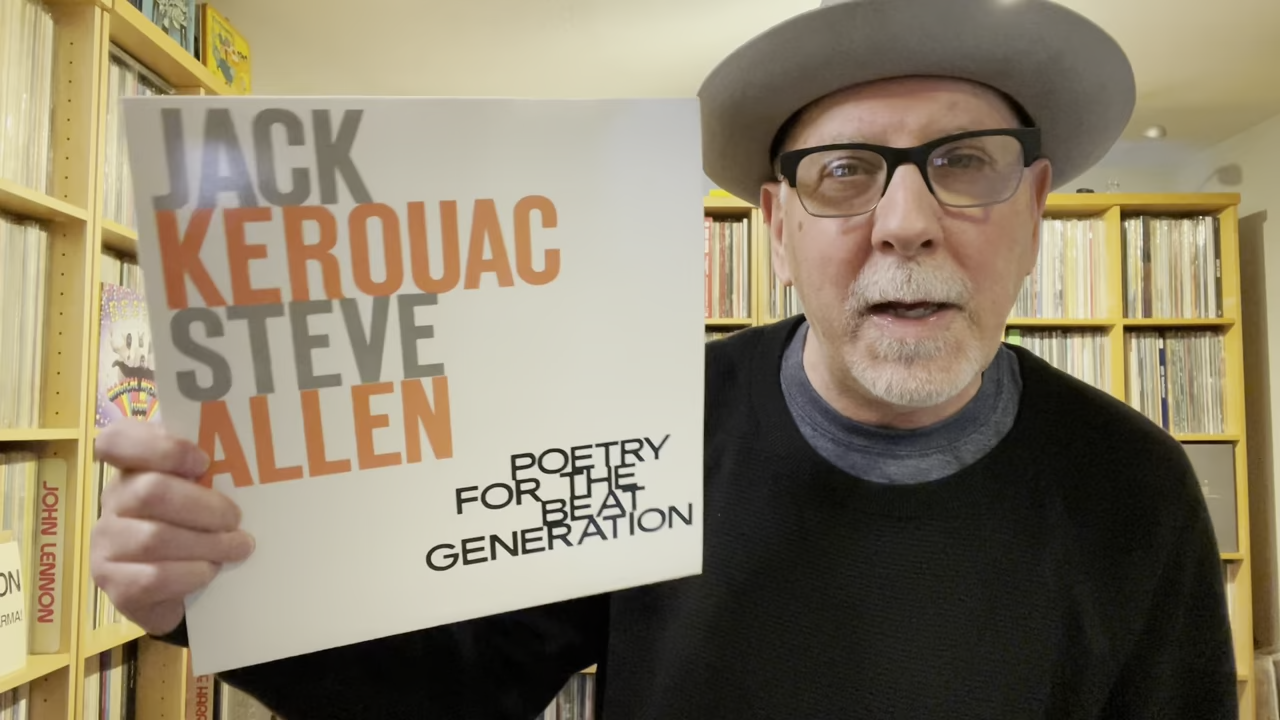 JACK
KEROUAC
STEVE
ALLEN
POETRY
FOR THE
BEAT
GENERATION
JOHN LENNON